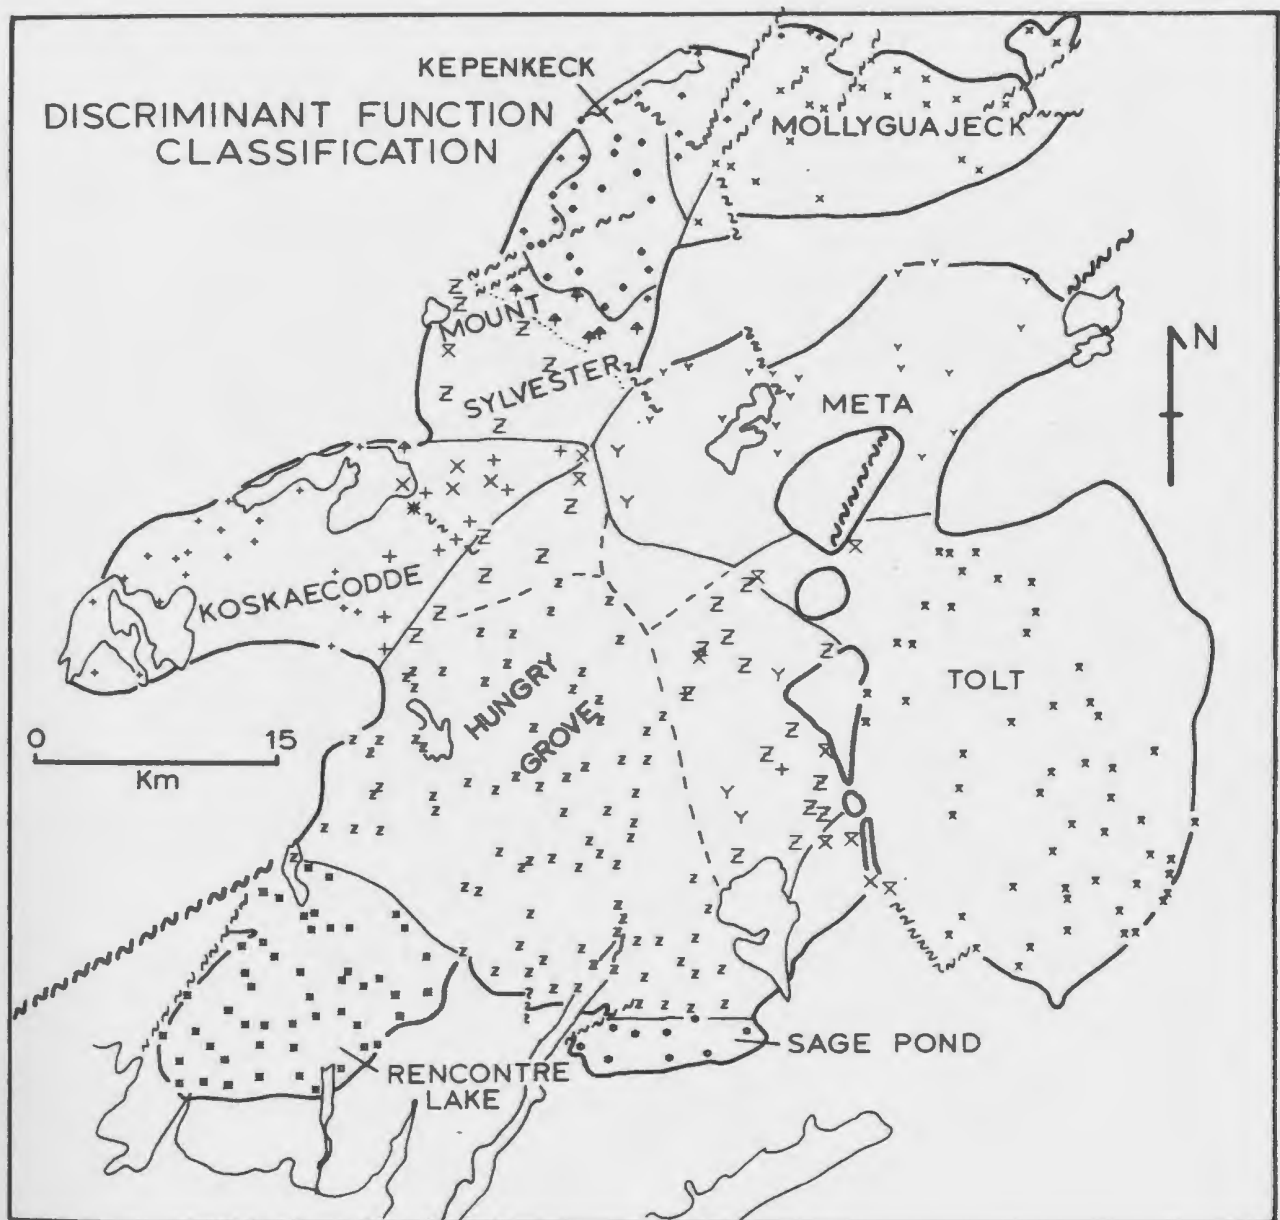 KEPENKECK
DISCRIMINANT FUNCTION
CLASSIFICATION
MOLLYGUAJECK
MOUNT
SYLVESTER
N
META
KOSKAECODDE
HUNGRY
GROVE
TOLT
0 15
Km
SAGE POND
RENCONTRE
LAKE